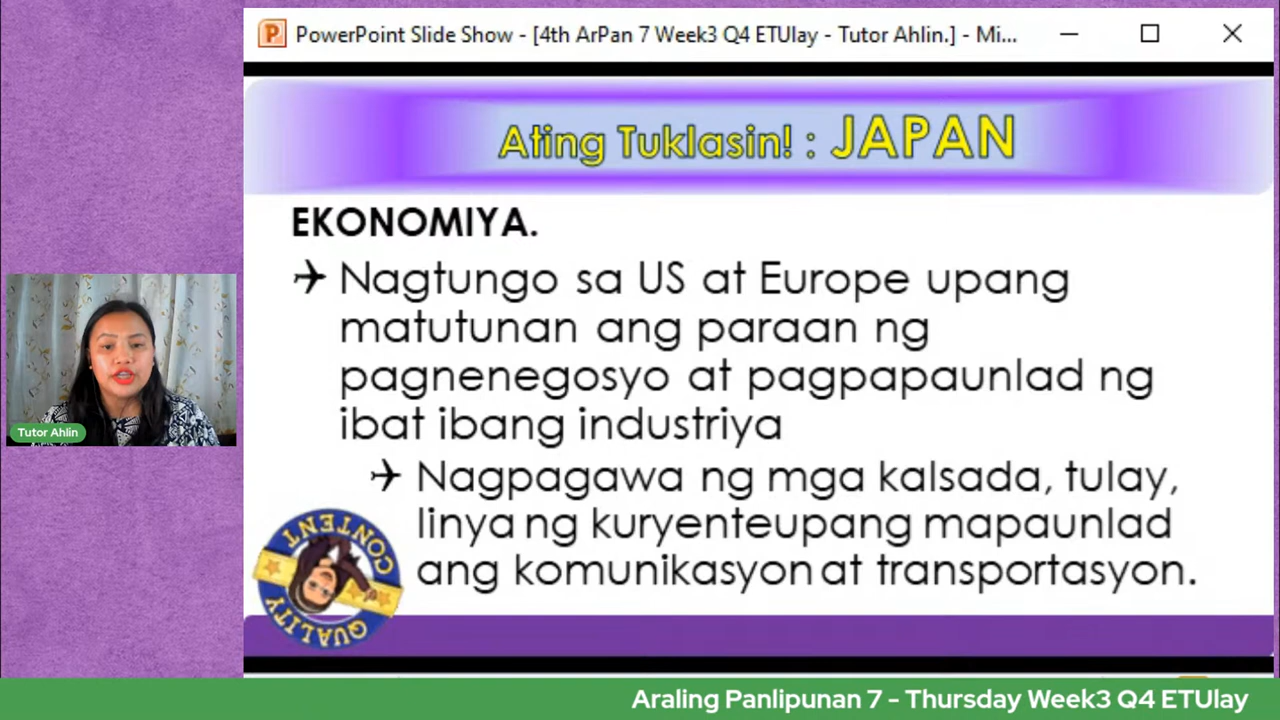 PowerPoint Slide Show - [4th ArPan 7 Week3 Q4 ETUlay - Tutor Ahlin.] - Mi...
Ating Tuklasin! : JAPAN
EKONOMIYA.
Nagtungo sa US at Europe upang
matutunan ang paraan ng
pagnenegosyo at pagpapaunlad ng
ibat ibang industriya
Nagpagawa ng mga kalsada, tulay,
linya ng kuryenteupang mapaunlad
ang komunikasyon at transportasyon.
QUALITY
CONTENT
Tutor Ahlin
Araling Panlipunan 7 - Thursday Week3 Q4 ETUlay